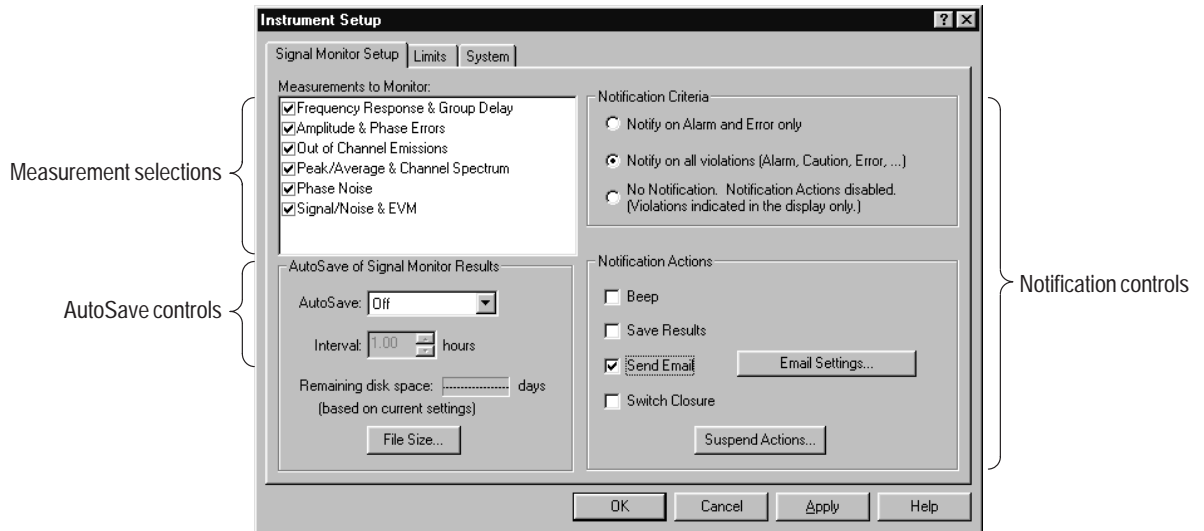 Instrument Setup
Signal Monitor Setup
Limits
System
Measurements to Monitor:
Frequency Response & Group Delay
Amplitude & Phase Errors
Out of Channel Emissions
Peak/Average & Channel Spectrum
Phase Noise
Signal/Noise & EVM
Measurement selections
AutoSave of Signal Monitor Results
AutoSave: Off
Interval: 1.00 hours
Remaining disk space: ---------------- days
(based on current settings)
File Size...
AutoSave controls
Notification Criteria
Notify on Alarm and Error only
Notify on all violations (Alarm, Caution, Error, ...)
No Notification. Notification Actions disabled.
(Violations indicated in the display only.)
Notification Actions
Beep
Save Results
Send Email
Email Settings...
Switch Closure
Suspend Actions...
Notification controls
OK
Cancel
Apply
Help